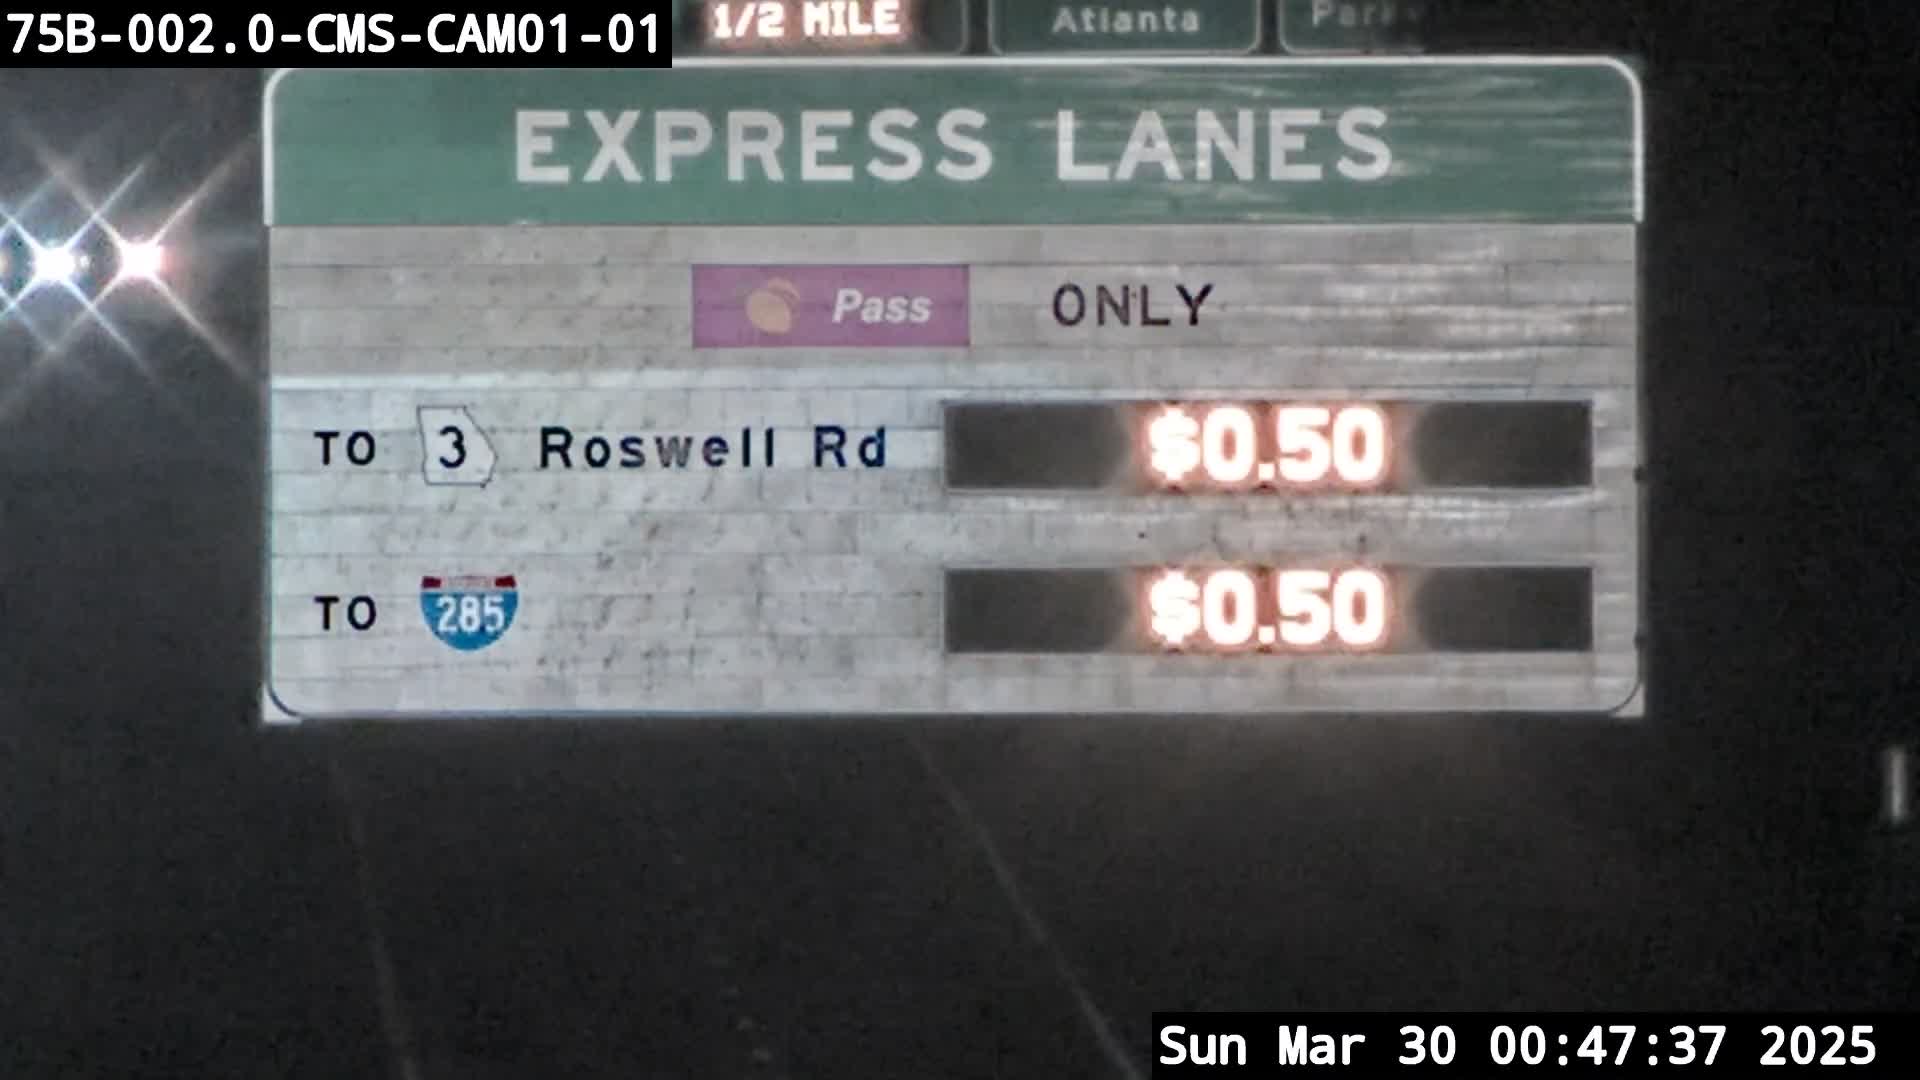 75B-002.0-CMS-CAM01-01
1/2 MILE
Atlanta
EXPRESS LANES
Pass ONLY
TO 3 Roswell Rd $0.50
TO 285 $0.50
Sun Mar 30 00:47:37 2025